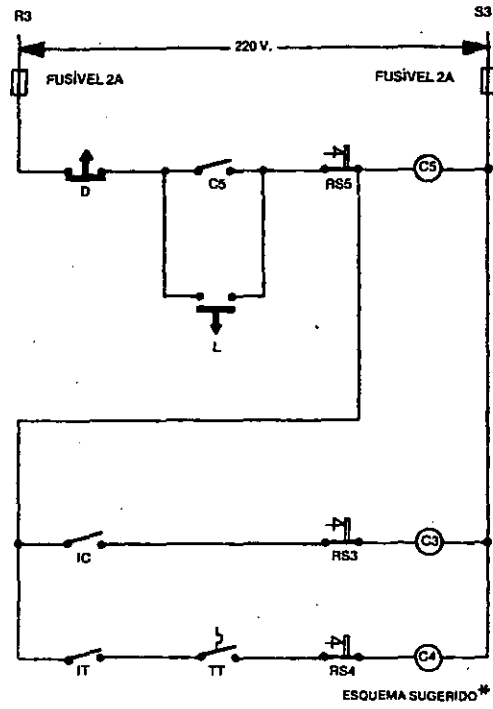 R3
S3
220 V.
FUSÍVEL 2A
FUSÍVEL 2A
D
C5
RS5
C5
L
IC
RS3
C3
IT
TT
RS4
C4
ESQUEMA SUGERIDO*